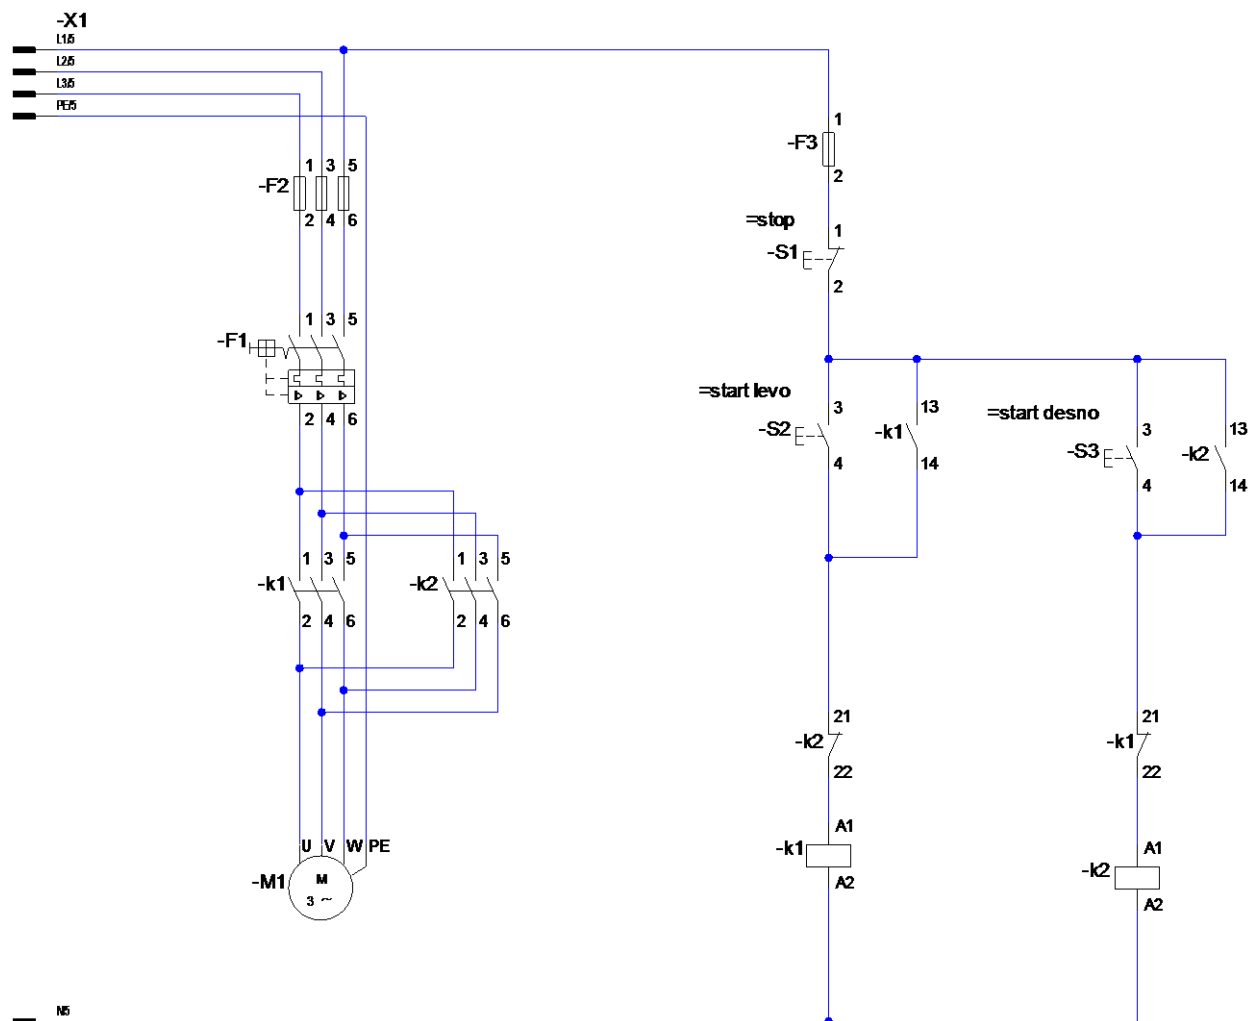 -X1
L1/5
L2/5
L3/5
PE/5
1
-F3
2
1 3 5
-F2
2 4 6
=stop
1
-S1
2
1 3 5
-F1
2 4 6
=start levo
3
-S2
4
13
-k1
14
=start desno
3
-S3
4
13
-k2
14
1 3 5
-k1
2 4 6
1 3 5
-k2
2 4 6
21
-k2
22
21
-k1
22
A1
-k1
A2
A1
-k2
A2
U V W PE
-M1
M
3 ~
N/5